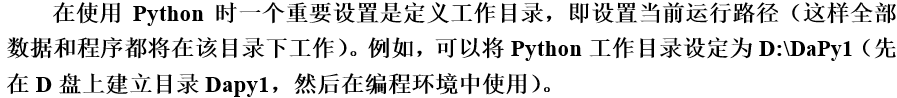 在使用 Python 时一个重要设置是定义工作目录，即设置当前运行路径（这样全部
数据和程序都将在该目录下工作）。例如，可以将 Python 工作目录设定为 D:\DaPy1（先
在 D 盘上建立目录 Dapy1，然后在编程环境中使用）。